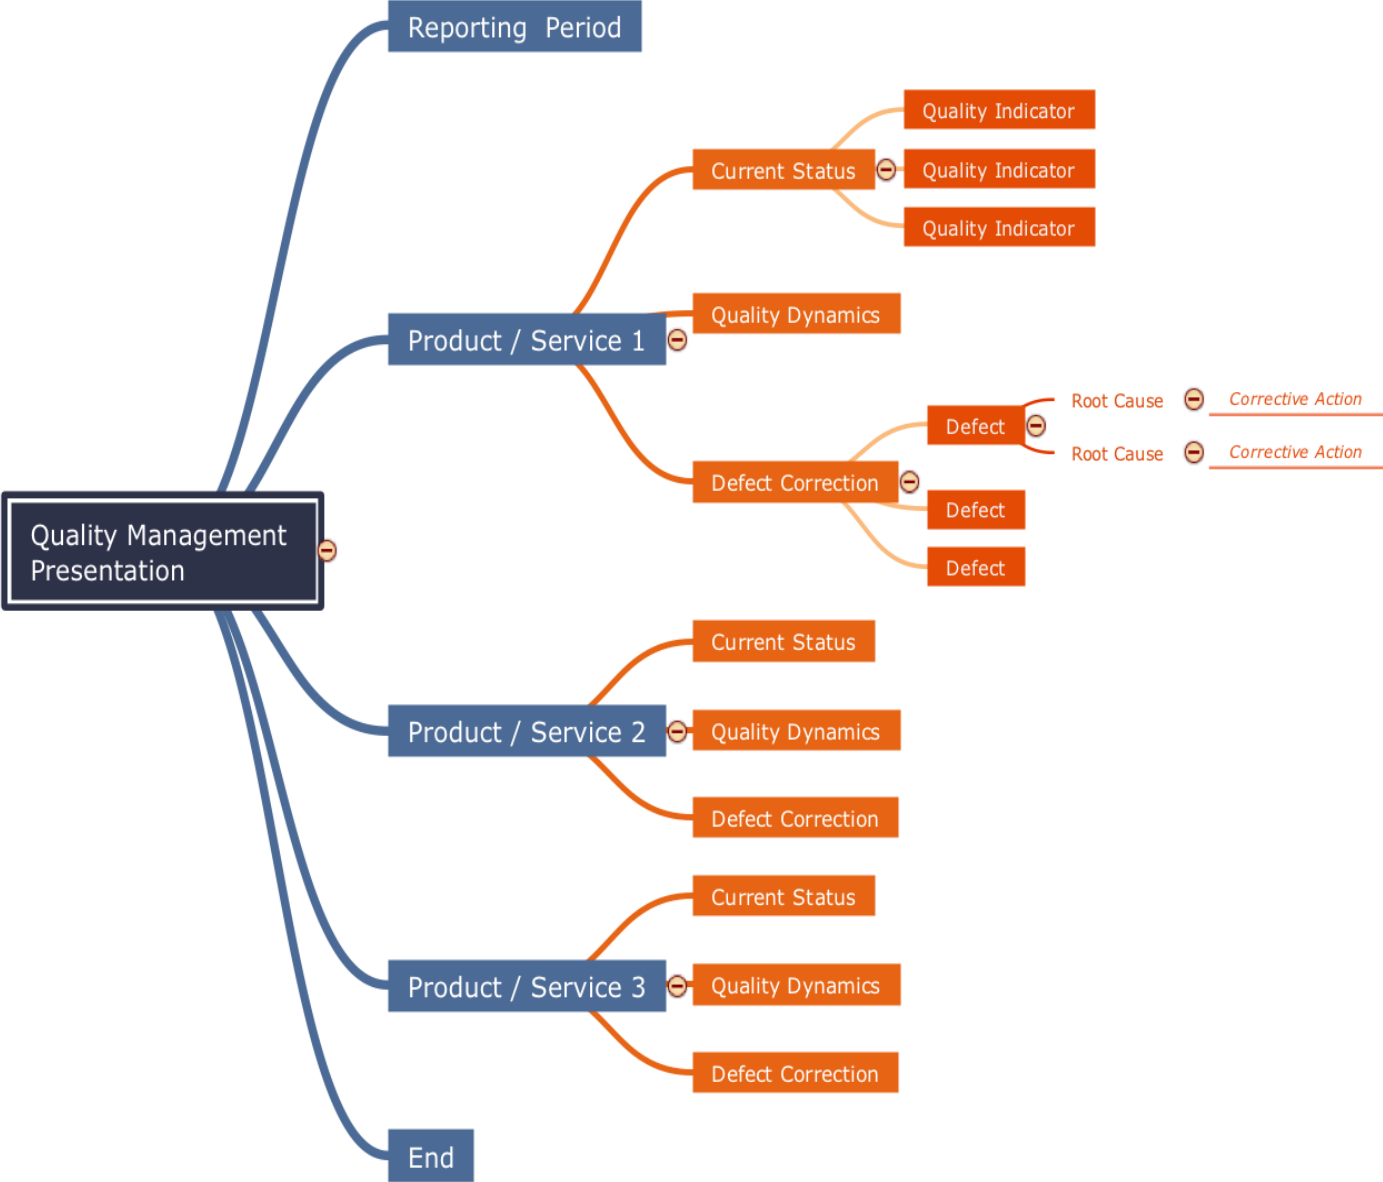 Reporting  Period
Quality Indicator
Current Status
Quality Indicator
Quality Indicator
Product / Service 1
Quality Dynamics
Defect Correction
Defect
Root Cause
Corrective Action
Root Cause
Corrective Action
Defect
Defect
Quality Management
Presentation
Product / Service 2
Current Status
Quality Dynamics
Defect Correction
Product / Service 3
Current Status
Quality Dynamics
Defect Correction
End